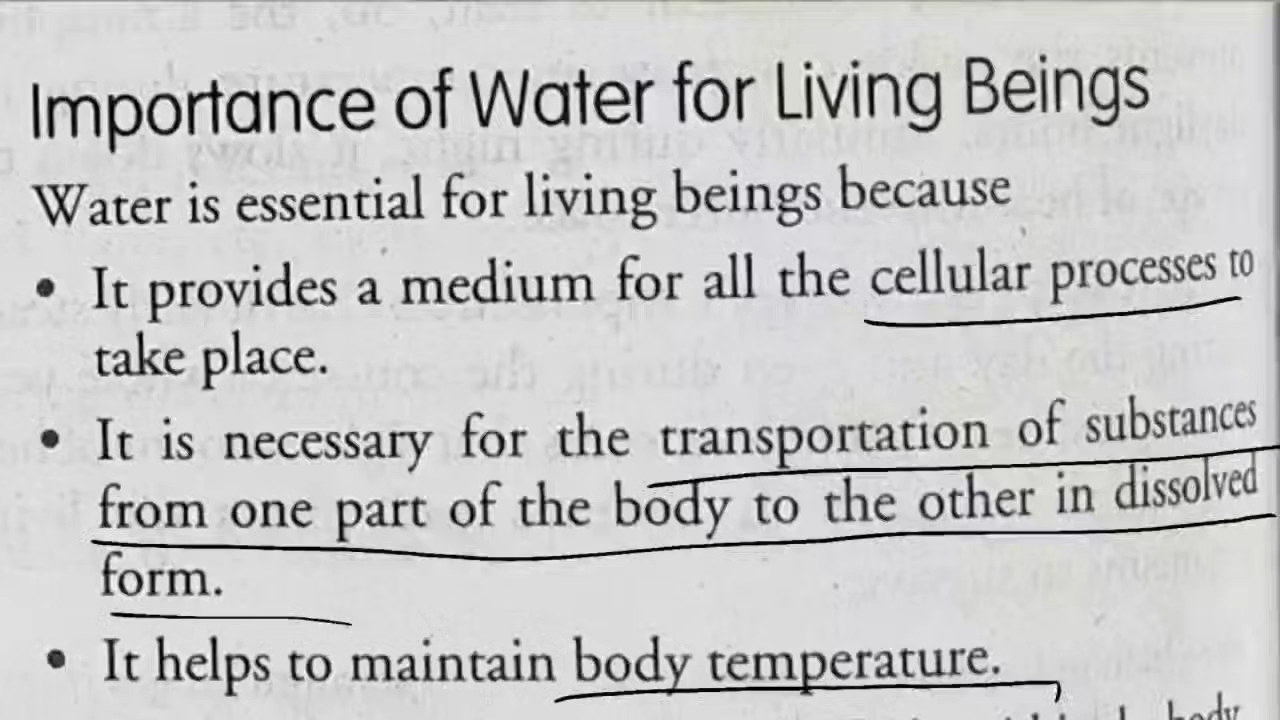 Importance of Water for Living Beings
Water is essential for living beings because
• It provides a medium for all the cellular processes to
take place.
• It is necessary for the transportation of substances
from one part of the body to the other in dissolved
form.
• It helps to maintain body temperature.
body